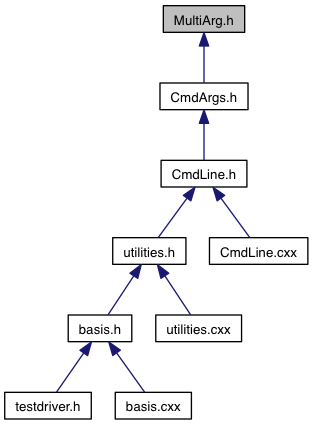 MultiArg.h
CmdArgs.h
CmdLine.h
utilities.h
CmdLine.cxx
basis.h
utilities.cxx
testdriver.h
basis.cxx